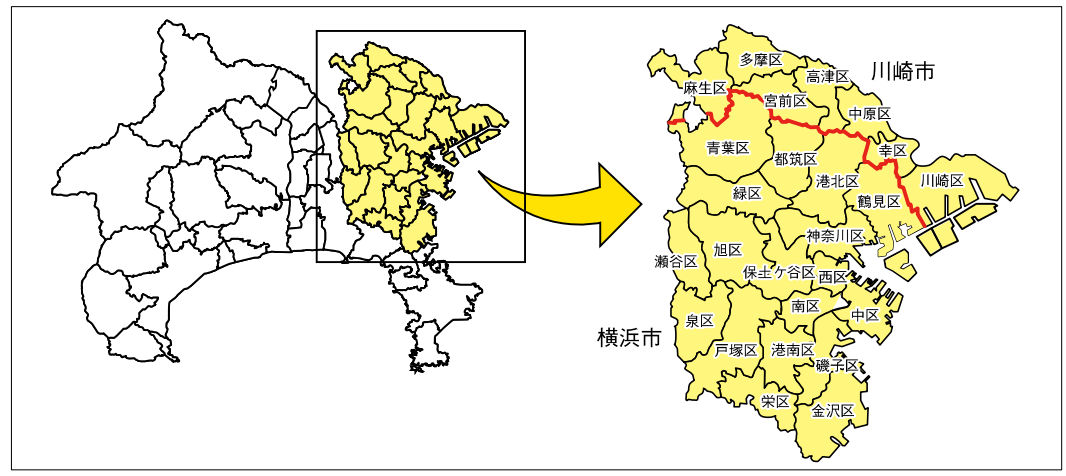 多摩区
川崎市
高津区
麻生区
宮前区
中原区
青葉区
幸区
都筑区
港北区
川崎区
緑区
鶴見区
神奈川区
旭区
瀬谷区
保土ケ谷区
西区
南区
中区
泉区
横浜市
戸塚区
港南区
磯子区
栄区
金沢区